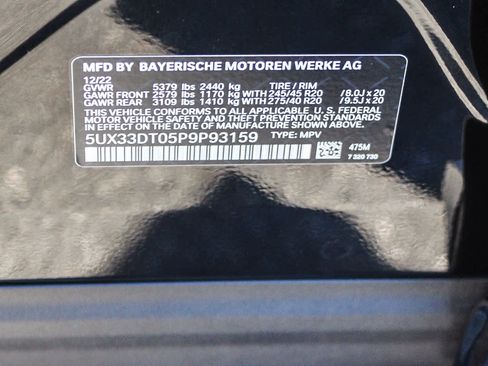 MFD BY BAYERISCHE MOTOREN WERKE AG
12/22
GVWR 5379 lbs 2440 kg TIRE / RIM
GAWR FRONT 2579 lbs 1170 kg WITH 245/45 R20 /8.0J x 20
GAWR REAR 3109 lbs 1410 kg WITH 275/40 R20 /9.5J x 20
THIS VEHICLE CONFORMS TO ALL APPLICABLE U. S. FEDERAL
MOTOR VEHICLE SAFETY AND THEFT PREVENTION STANDARDS
IN EFFECT ON THE DATE OF MANUFACTURE SHOWN ABOVE.
5UX33DT05P9P93159 TYPE: MPV
475M
7 320 730